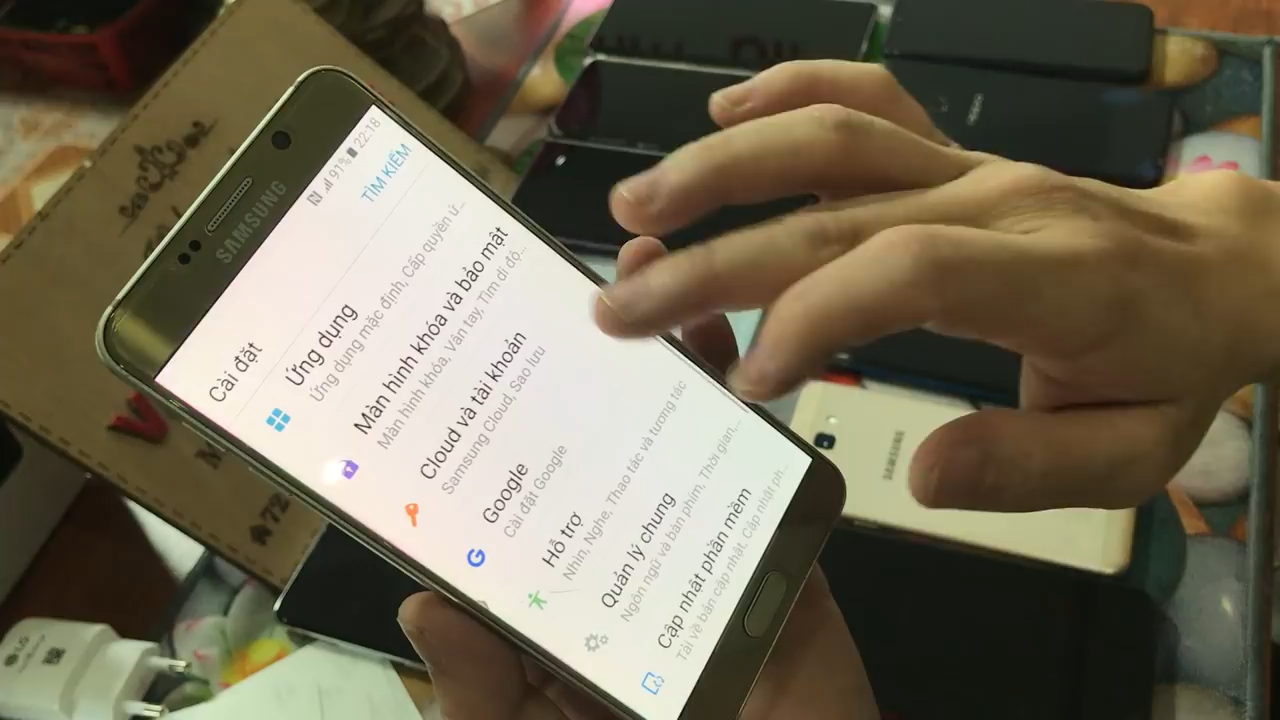 SAMSUNG
91% 22:18
Cài đặt
TÌM KIẾM
Ứng dụng
Ứng dụng mặc định, Cấp quyền ứ...
Màn hình khóa và bảo mật
Màn hình khóa, Vân tay, Tìm di độ...
Cloud và tài khoản
Samsung Cloud, Sao lưu
Google
Cài đặt Google
Hỗ trợ
Nhìn, Nghe, Thao tác và tương tác
Quản lý chung
Ngôn ngữ và bàn phím, Thời gian,...
Cập nhật phần mềm
Tải về bản cập nhật, Cập nhật ph...
SAMSUNG
OPPO
LG